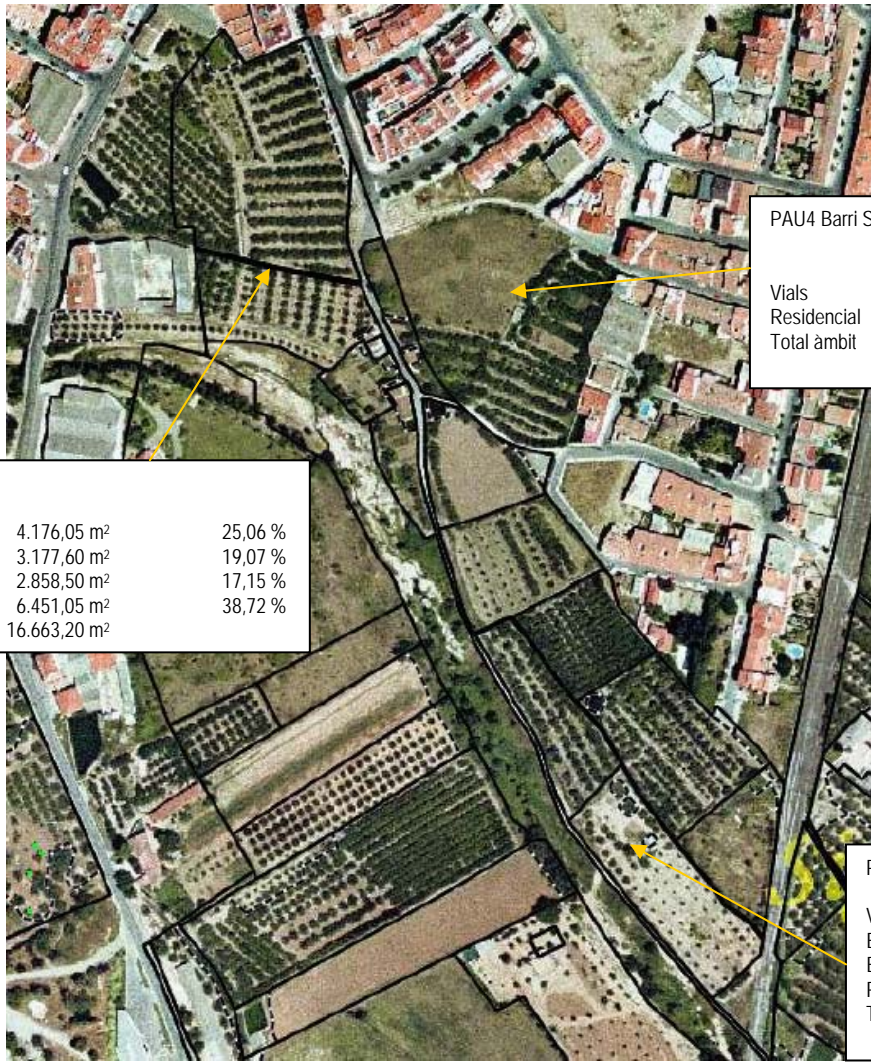 PAU4 Barri S
Vials
Residencial
Total àmbit
4.176,05 m² 25,06 %
3.177,60 m² 19,07 %
2.858,50 m² 17,15 %
6.451,05 m² 38,72 %
16.663,20 m²